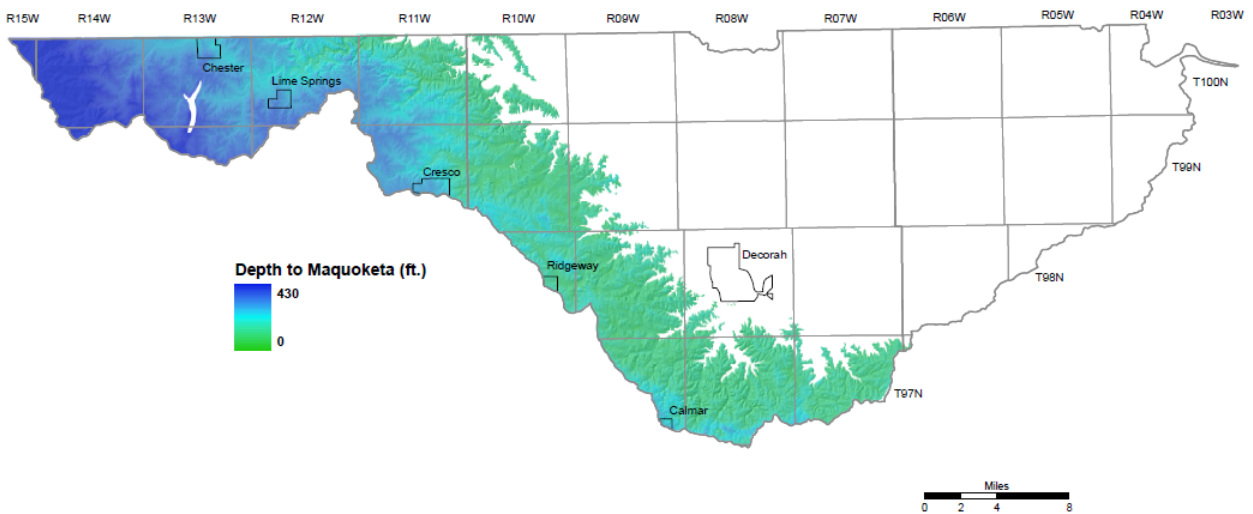 R15W R14W R13W R12W R11W R10W R09W R08W R07W R06W R05W R04W R03W
Chester
T100N
Lime Springs
T99N
Cresco
Decorah
Ridgeway
Depth to Maquoketa (ft.)
T98N
430
0
T97N
Calmar
Miles
0 2 4 8